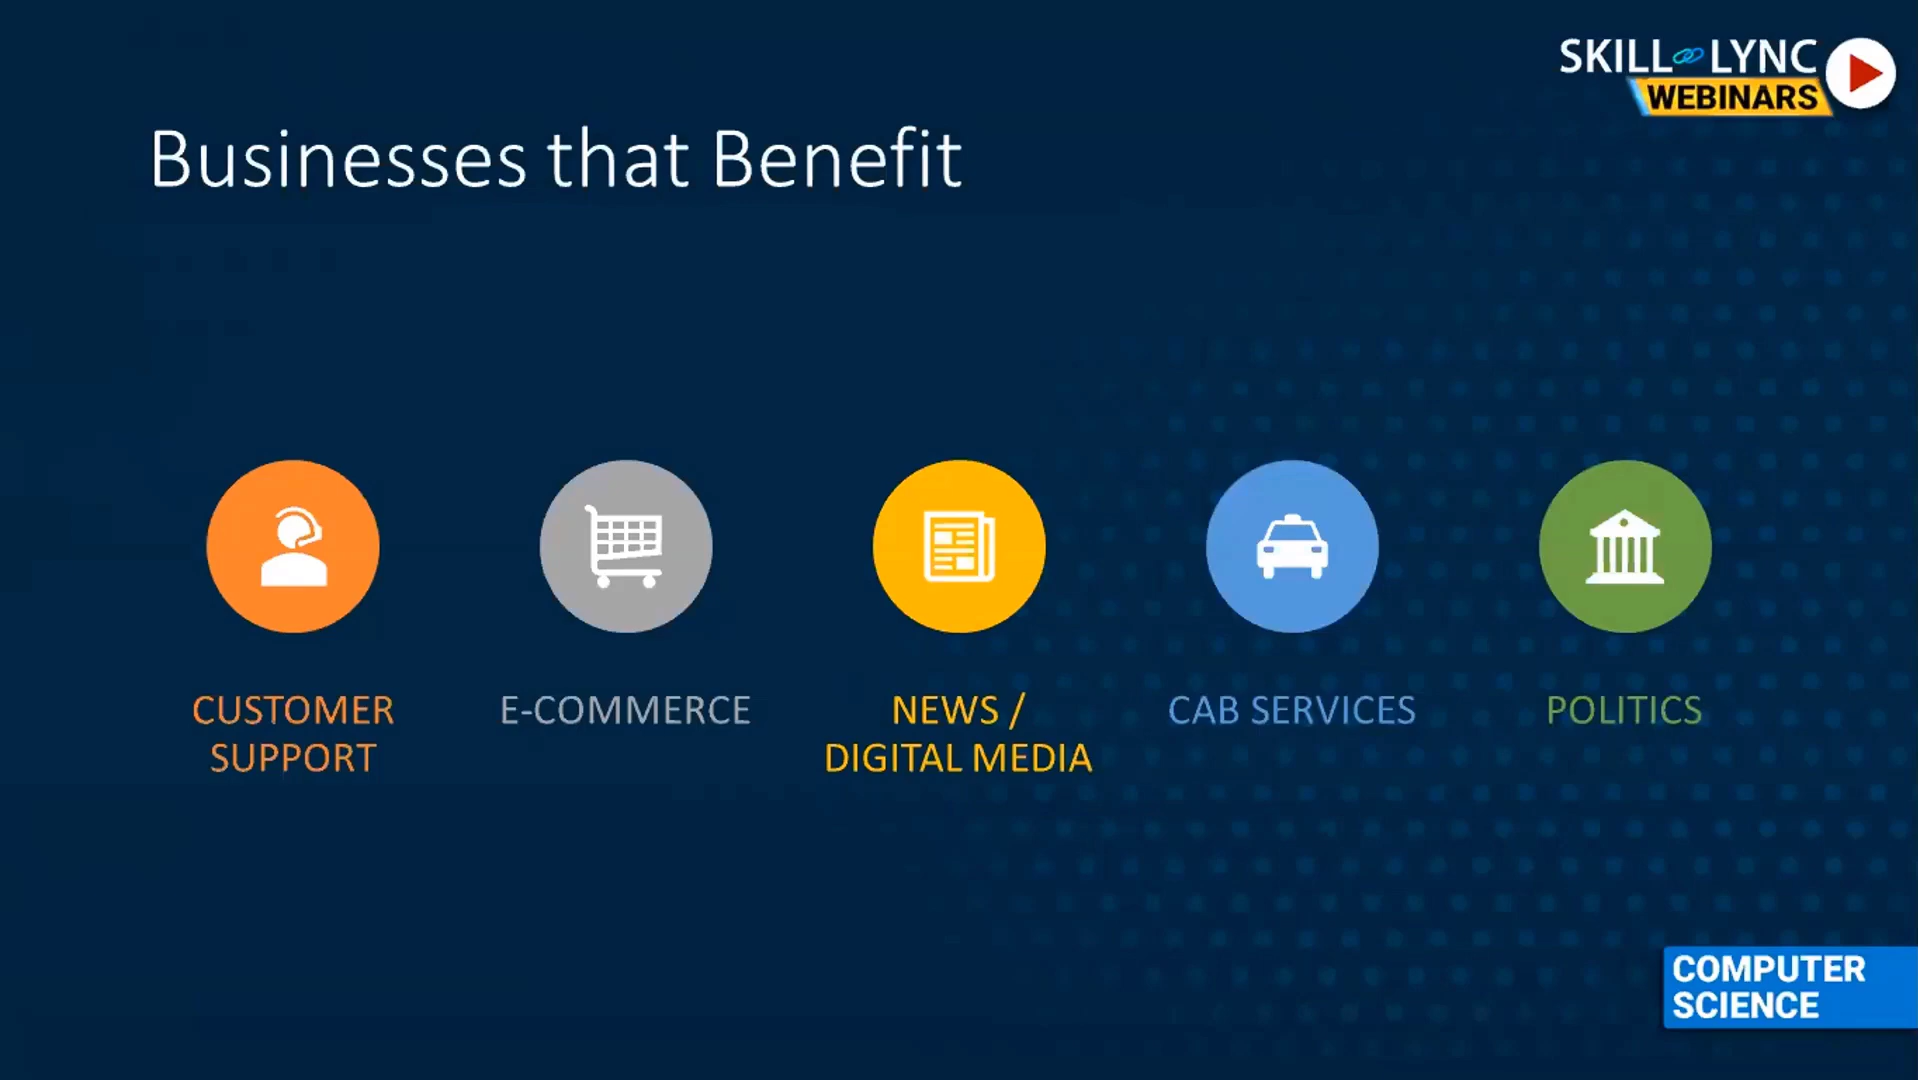 SKILL LYNC
WEBINARS
Businesses that Benefit
CUSTOMER
SUPPORT
E-COMMERCE
NEWS /
DIGITAL MEDIA
CAB SERVICES
POLITICS
COMPUTER
SCIENCE